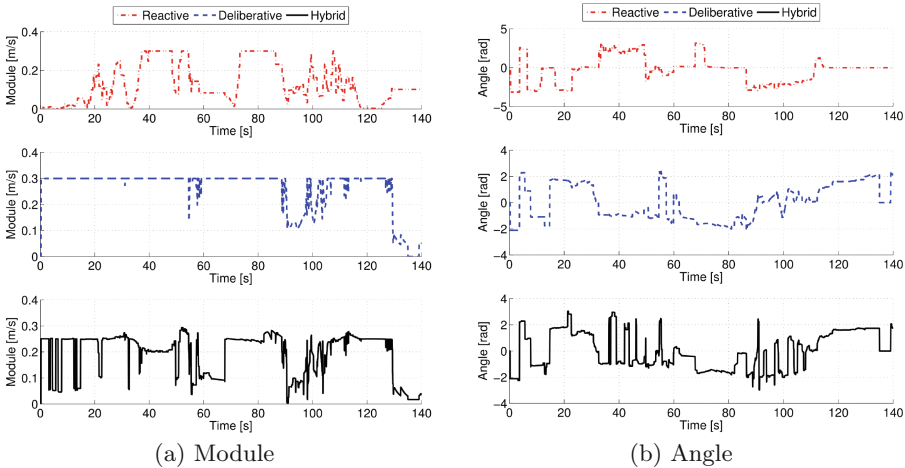 Reactive Deliberative Hybrid
0.4
0.2
0
Module [m/s]
0 20 40 60 80 100 120 140
Time [s]
0.4
0.3
0.2
0.1
0
Module [m/s]
0 20 40 60 80 100 120 140
Time [s]
0.4
0.3
0.2
0.1
0
Module [m/s]
0 20 40 60 80 100 120 140
Time [s]
(a) Module
Reactive Deliberative Hybrid
5
0
−5
Angle [rad]
0 20 40 60 80 100 120 140
Time [s]
4
2
0
−2
−4
Angle [rad]
0 20 40 60 80 100 120 140
Time [s]
4
2
0
−2
−4
Angle [rad]
0 20 40 60 80 100 120 140
Time [s]
(b) Angle